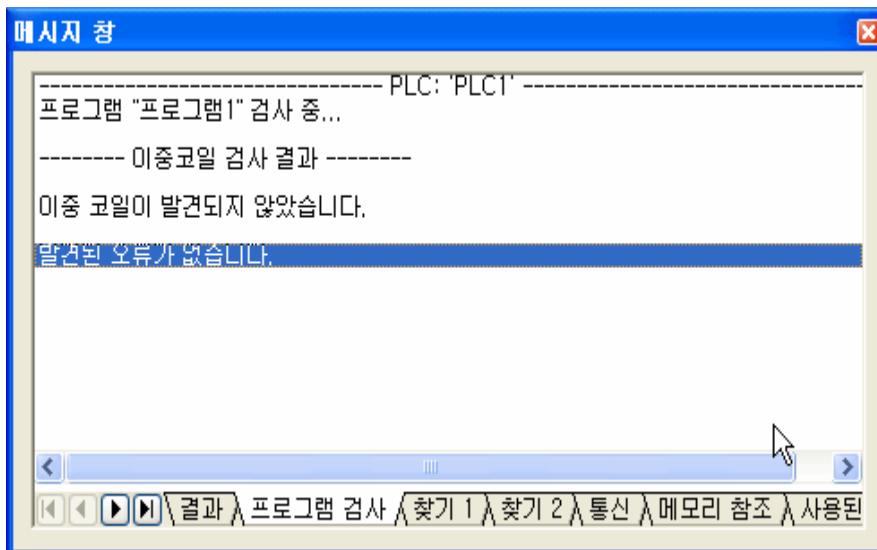 메시지 창
-------------------------------- PLC: 'PLC1' --------------------------------
프로그램 "프로그램1" 검사 중...
-------- 이중코일 검사 결과 --------
이중 코일이 발견되지 않았습니다.
발견된 오류가 없습니다.
결과 프로그램 검사 찾기 1 찾기 2 통신 메모리 참조 사용된